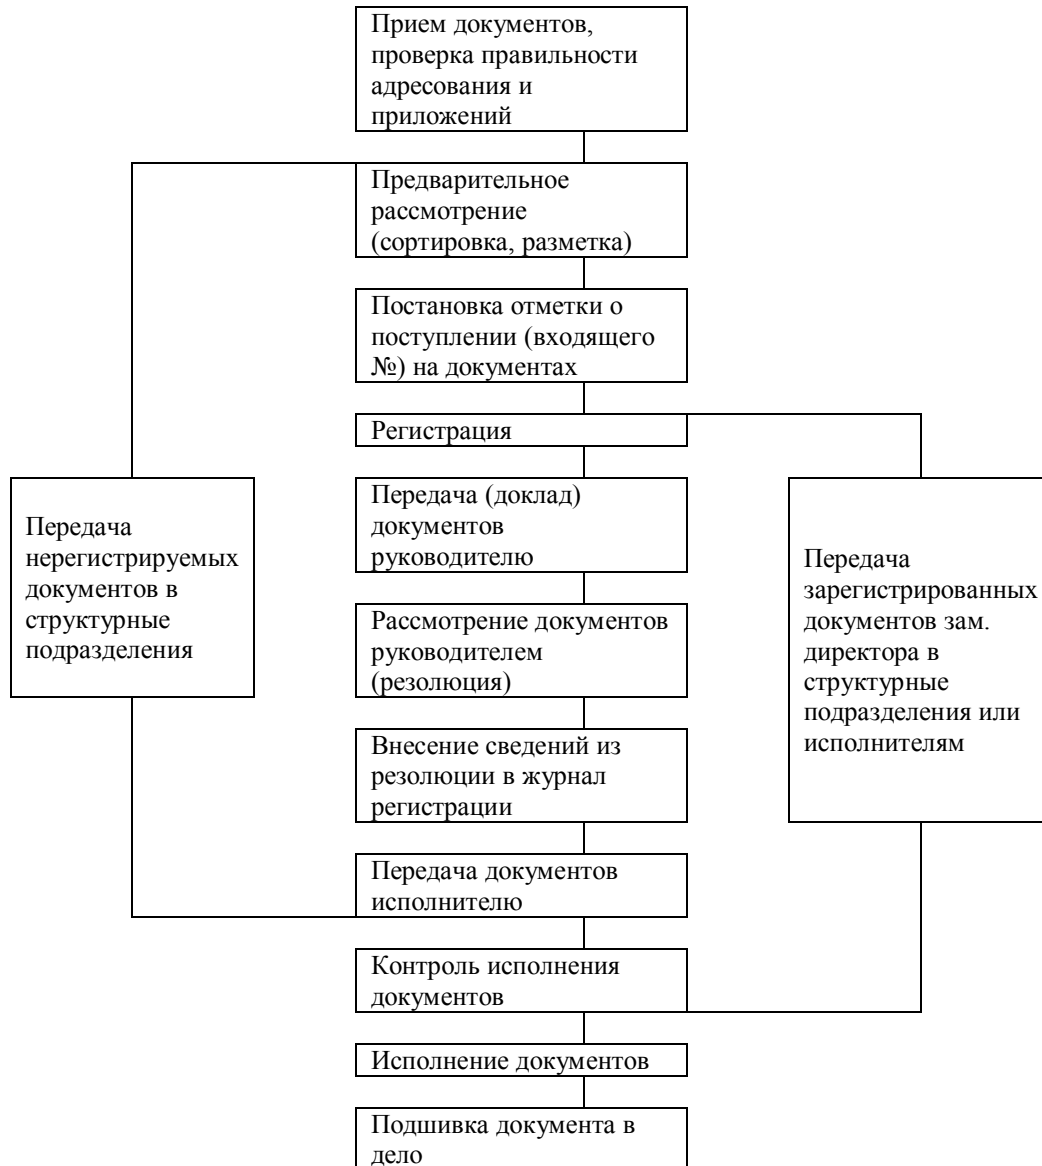 Прием документов,
проверка правильности
адресования и
приложений
Предварительное
рассмотрение
(сортировка, разметка)
Постановка отметки о
поступлении (входящего
№) на документах
Регистрация
Передача
нерегистрируемых
документов в
структурные
подразделения
Передача (доклад)
документов
руководителю
Рассмотрение документов
руководителем
(резолюция)
Внесение сведений из
резолюции в журнал
регистрации
Передача
зарегистрированных
документов зам.
директора в
структурные
подразделения или
исполнителям
Передача документов
исполнителю
Контроль исполнения
документов
Исполнение документов
Подшивка документа в
дело